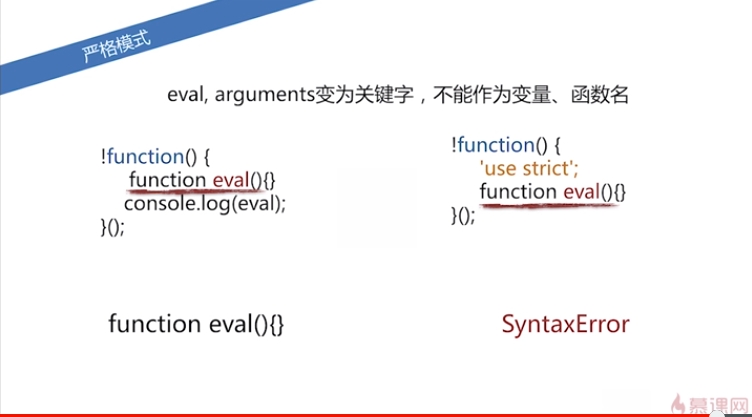 严格模式
eval, arguments变为关键字，不能作为变量、函数名
!function() {
function eval(){}
console.log(eval);
}();
function eval(){}
!function() {
'use strict';
function eval(){}
}();
SyntaxError
慕课网